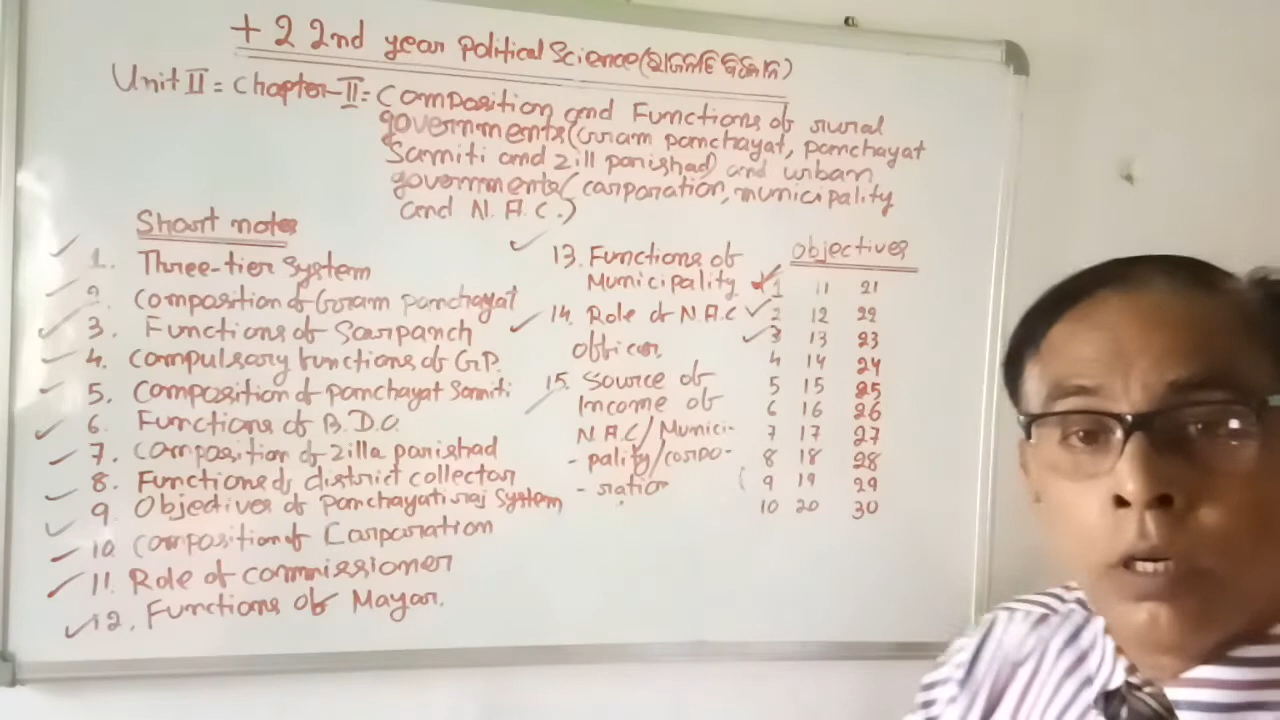 +2 2nd year Political Science (ରାଜନୀତି ବିଜ୍ଞାନ)
Unit II = Chapter-II = Composition and Functions of rural
governments (Gram panchayat, panchayat
Samiti and zill parishad) and urban
governments (carporation, municipality
and N.A.C.)
Short notes
1. Three-tier System
2. Composition of Gram panchayat
3. Functions of Sarpanch
4. Compulsary functions of G.P.
5. Composition of panchayat Samiti
6. Functions of B.D.O.
7. Composition of zilla parishad
8. Functions of district collector
9. Objectives of panchayati raj System
10. Composition of Carporation
11. Role of commissioner
12. Functions of Mayar.
13. Functions of
Municipality
14. Role of N.A.C
Officer.
15. Source of
Income of
N.A.C/Munici-
-pality/corpo-
-ration
Objectives
1 11 21
2 12 22
3 13 23
4 14 24
5 15 25
6 16 26
7 17 27
8 18 28
9 19 29
10 20 30